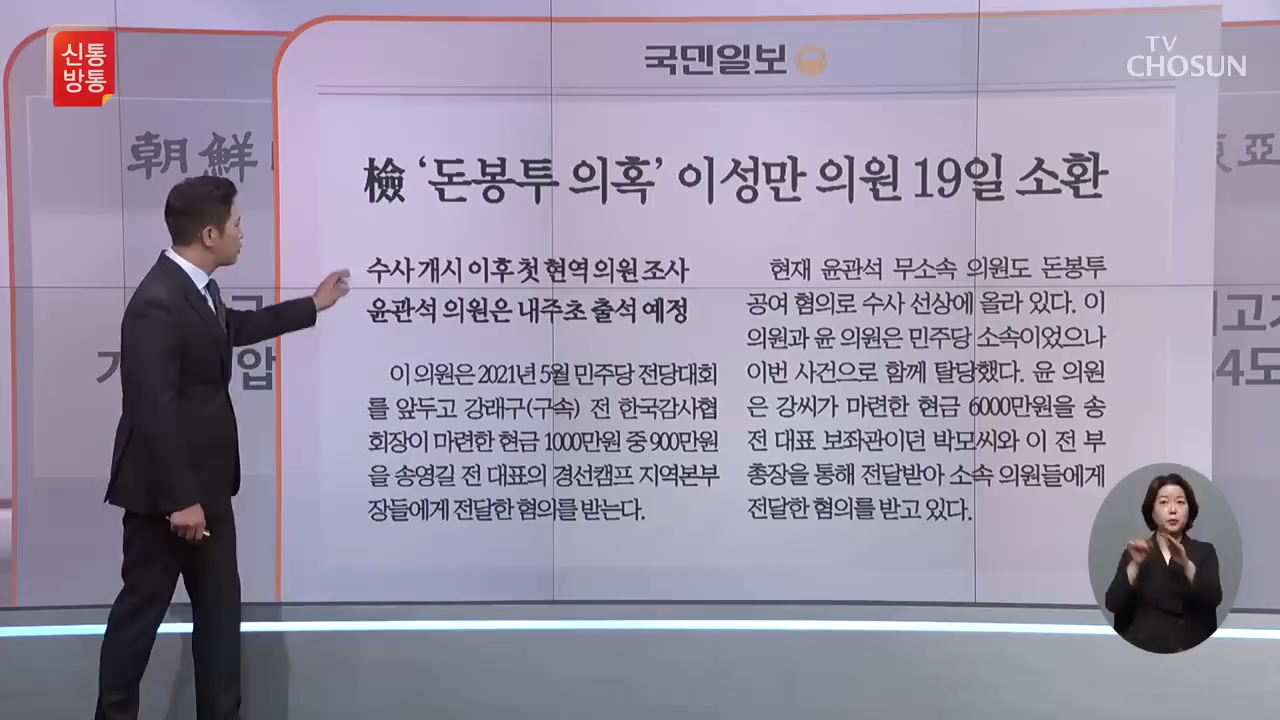 신통
방통
국민일보
TV
CHOSUN
朝鮮
檢 ‘돈봉투 의혹’ 이성만 의원 19일 소환
수사 개시 이후 첫 현역 의원 조사
윤관석 의원은 내주초 출석 예정
이 의원은 2021년 5월 민주당 전당대회
를 앞두고 강래구(구속) 전 한국감사협
회장이 마련한 현금 1000만원 중 900만원
을 송영길 전 대표의 경선캠프 지역본부
장들에게 전달한 혐의를 받는다.
현재 윤관석 무소속 의원도 돈봉투
공여 혐의로 수사 선상에 올라 있다. 이
의원과 윤 의원은 민주당 소속이었으나
이번 사건으로 함께 탈당했다. 윤 의원
은 강씨가 마련한 현금 6000만원을 송
전 대표 보좌관이던 박모씨와 이 전 부
총장을 통해 전달받아 소속 의원들에게
전달한 혐의를 받고 있다.
東亞
압
4도